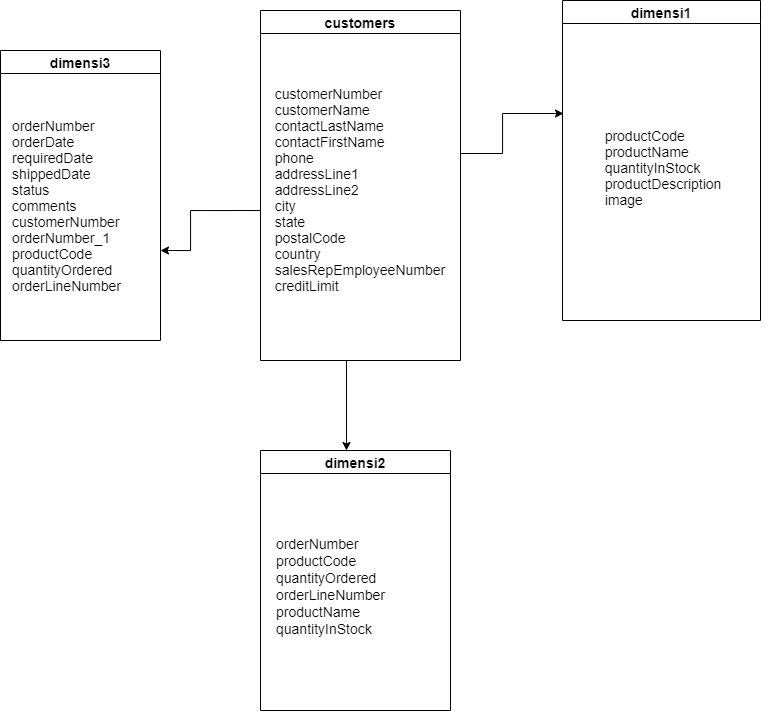 customers
customerNumber
customerName
contactLastName
contactFirstName
phone
addressLine1
addressLine2
city
state
postalCode
country
salesRepEmployeeNumber
creditLimit
dimensi1
productCode
productName
quantityInStock
productDescription
image
dimensi3
orderNumber
orderDate
requiredDate
shippedDate
status
comments
customerNumber
orderNumber_1
productCode
quantityOrdered
orderLineNumber
dimensi2
orderNumber
productCode
quantityOrdered
orderLineNumber
productName
quantityInStock